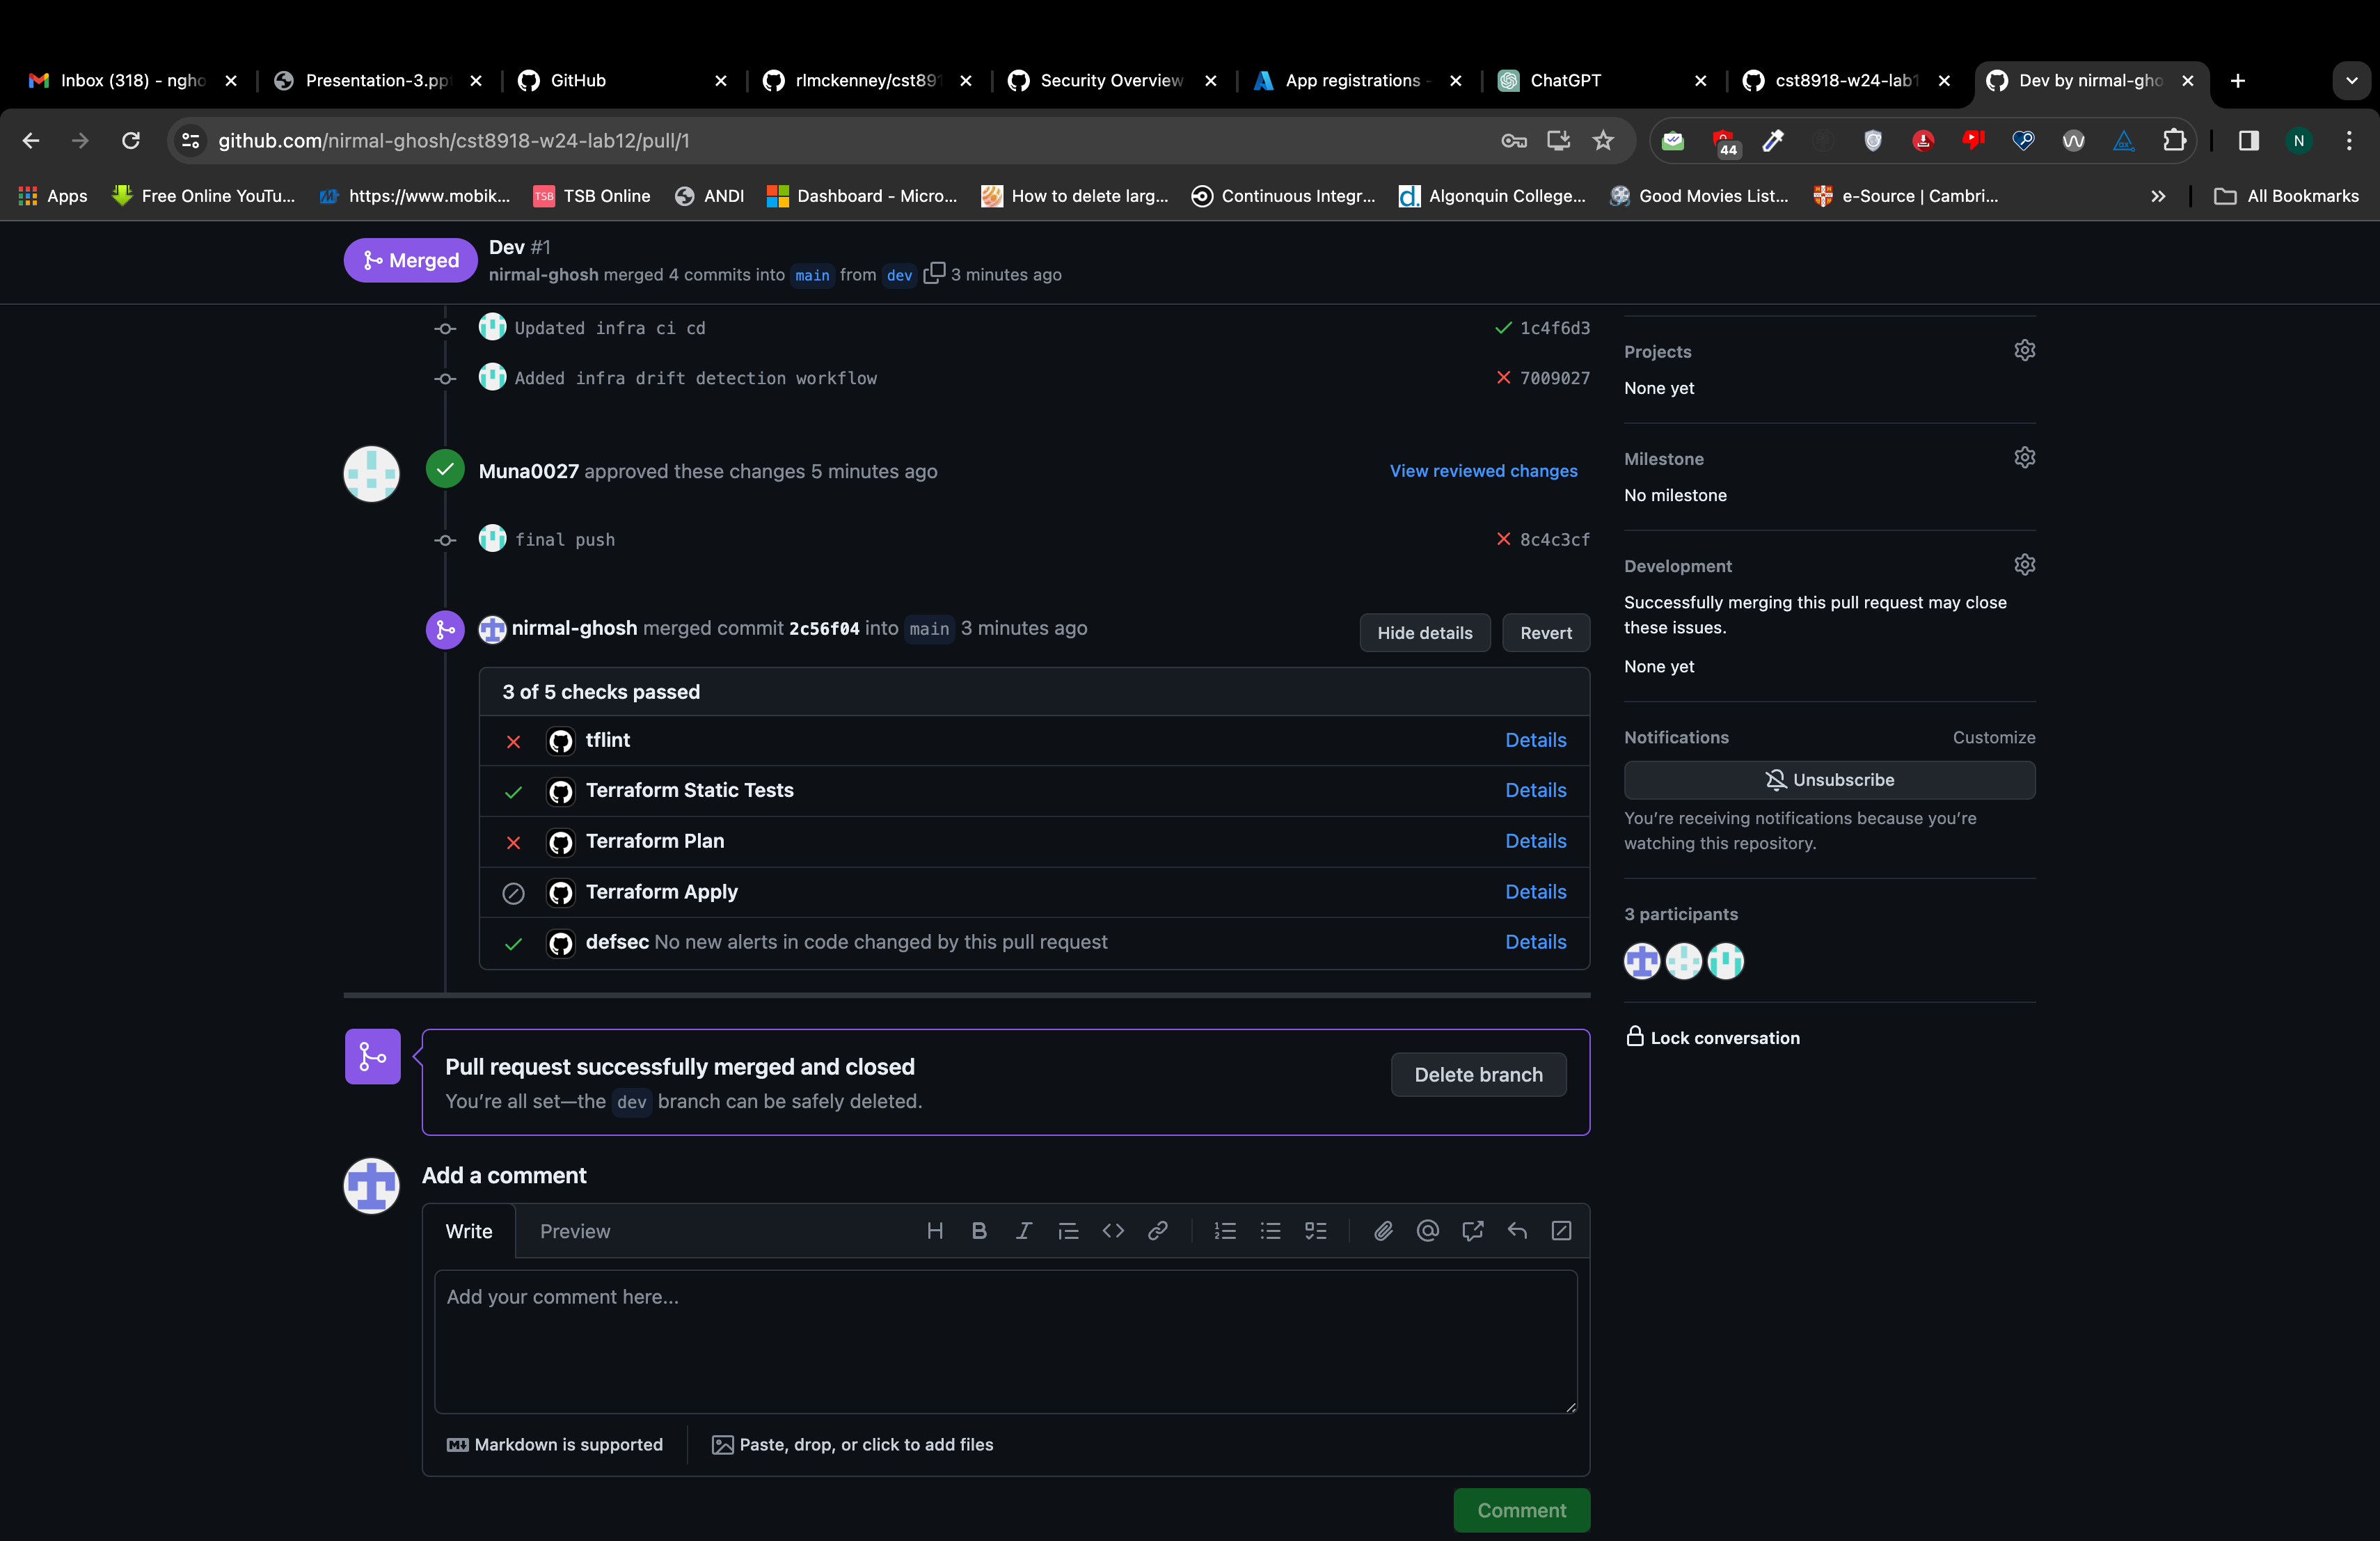 Inbox (318) - ngho
Presentation-3.ppt
GitHub
rlmckenney/cst891
Security Overview
App registrations -
ChatGPT
cst8918-w24-lab1
Dev by nirmal-gho
github.com/nirmal-ghosh/cst8918-w24-lab12/pull/1
44
N
Apps
Free Online YouTu...
https://www.mobik...
TSB
TSB Online
ANDI
Dashboard - Micro...
How to delete larg...
Continuous Integr...
d.
Algonquin College...
Good Movies List...
e-Source | Cambri...
All Bookmarks
Merged
Dev #1
nirmal-ghosh merged 4 commits into main from dev 3 minutes ago
Updated infra ci cd
1c4f6d3
Added infra drift detection workflow
7009027
Muna0027 approved these changes 5 minutes ago
View reviewed changes
final push
8c4c3cf
nirmal-ghosh merged commit 2c56f04 into main 3 minutes ago
Hide details
Revert
3 of 5 checks passed
tflint
Details
Terraform Static Tests
Details
Terraform Plan
Details
Terraform Apply
Details
defsec No new alerts in code changed by this pull request
Details
Pull request successfully merged and closed
You're all set—the dev branch can be safely deleted.
Delete branch
Add a comment
Write
Preview
Add your comment here...
Markdown is supported
Paste, drop, or click to add files
Comment
Projects
None yet
Milestone
No milestone
Development
Successfully merging this pull request may close
these issues.
None yet
Notifications
Customize
Unsubscribe
You're receiving notifications because you're
watching this repository.
3 participants
Lock conversation